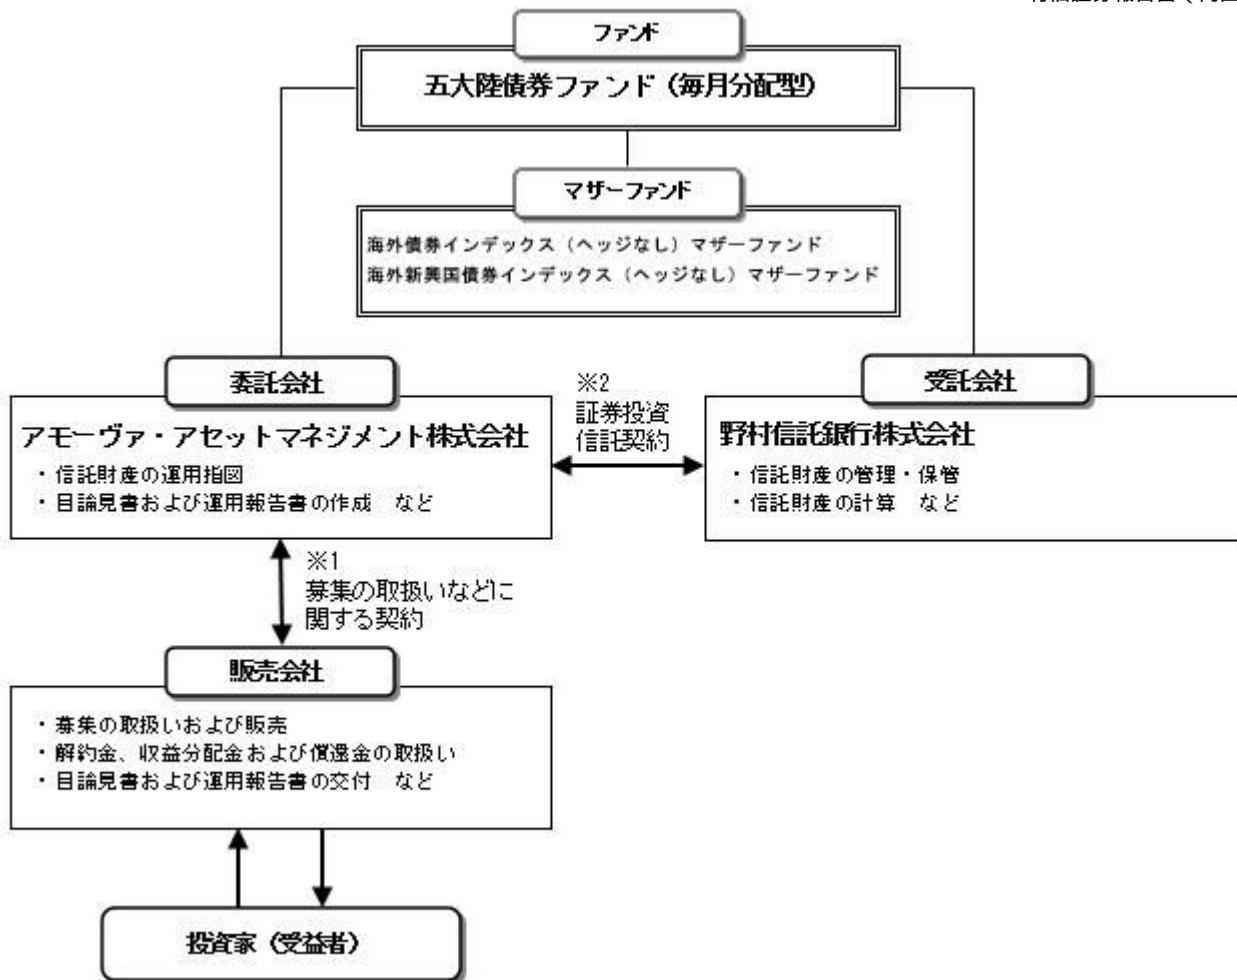 ファンド
五大陸債券ファンド（毎月分配型）
マザーファンド
海外債券インデックス（ヘッジなし）マザーファンド
海外新興国債券インデックス（ヘッジなし）マザーファンド
委託会社
アモーヴァ・アセットマネジメント株式会社
・信託財産の運用指図
・目論見書および運用報告書の作成　など
※2
証券投資
信託契約
受託会社
野村信託銀行株式会社
・信託財産の管理・保管
・信託財産の計算　など
※1
募集の取扱いなどに
関する契約
販売会社
・募集の取扱いおよび販売
・解約金、収益分配金および償還金の取扱い
・目論見書および運用報告書の交付　など
投資家（受益者）